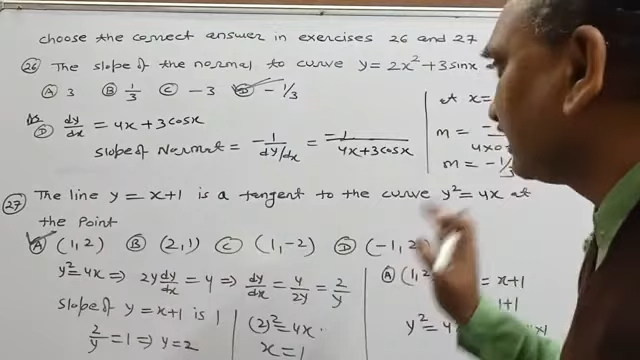 choose the correct answer in exercises 26 and 27
26 The slope of the normal to curve y = 2x² + 3sinx
A 3 B 1/3 C -3 D -1/3
D dy/dx = 4x + 3cosx
slope of Normal = -1/(dy/dx) = -1/(4x+3cosx)
At x =
m = -
4x0
m = -1/3
27 The line y = x+1 is a tangent to the curve y² = 4x at
the point
A (1,2) B (2,1) C (1,-2) D (-1,2)
y² = 4x ⇒ 2y dy/dx = 4 ⇒ dy/dx = 4/2y = 2/y
slope of y = x+1 is 1
2/y = 1 ⇒ y = 2
(2)² = 4x
x = 1
A (1,2 = x+1
1+1
y² = 4